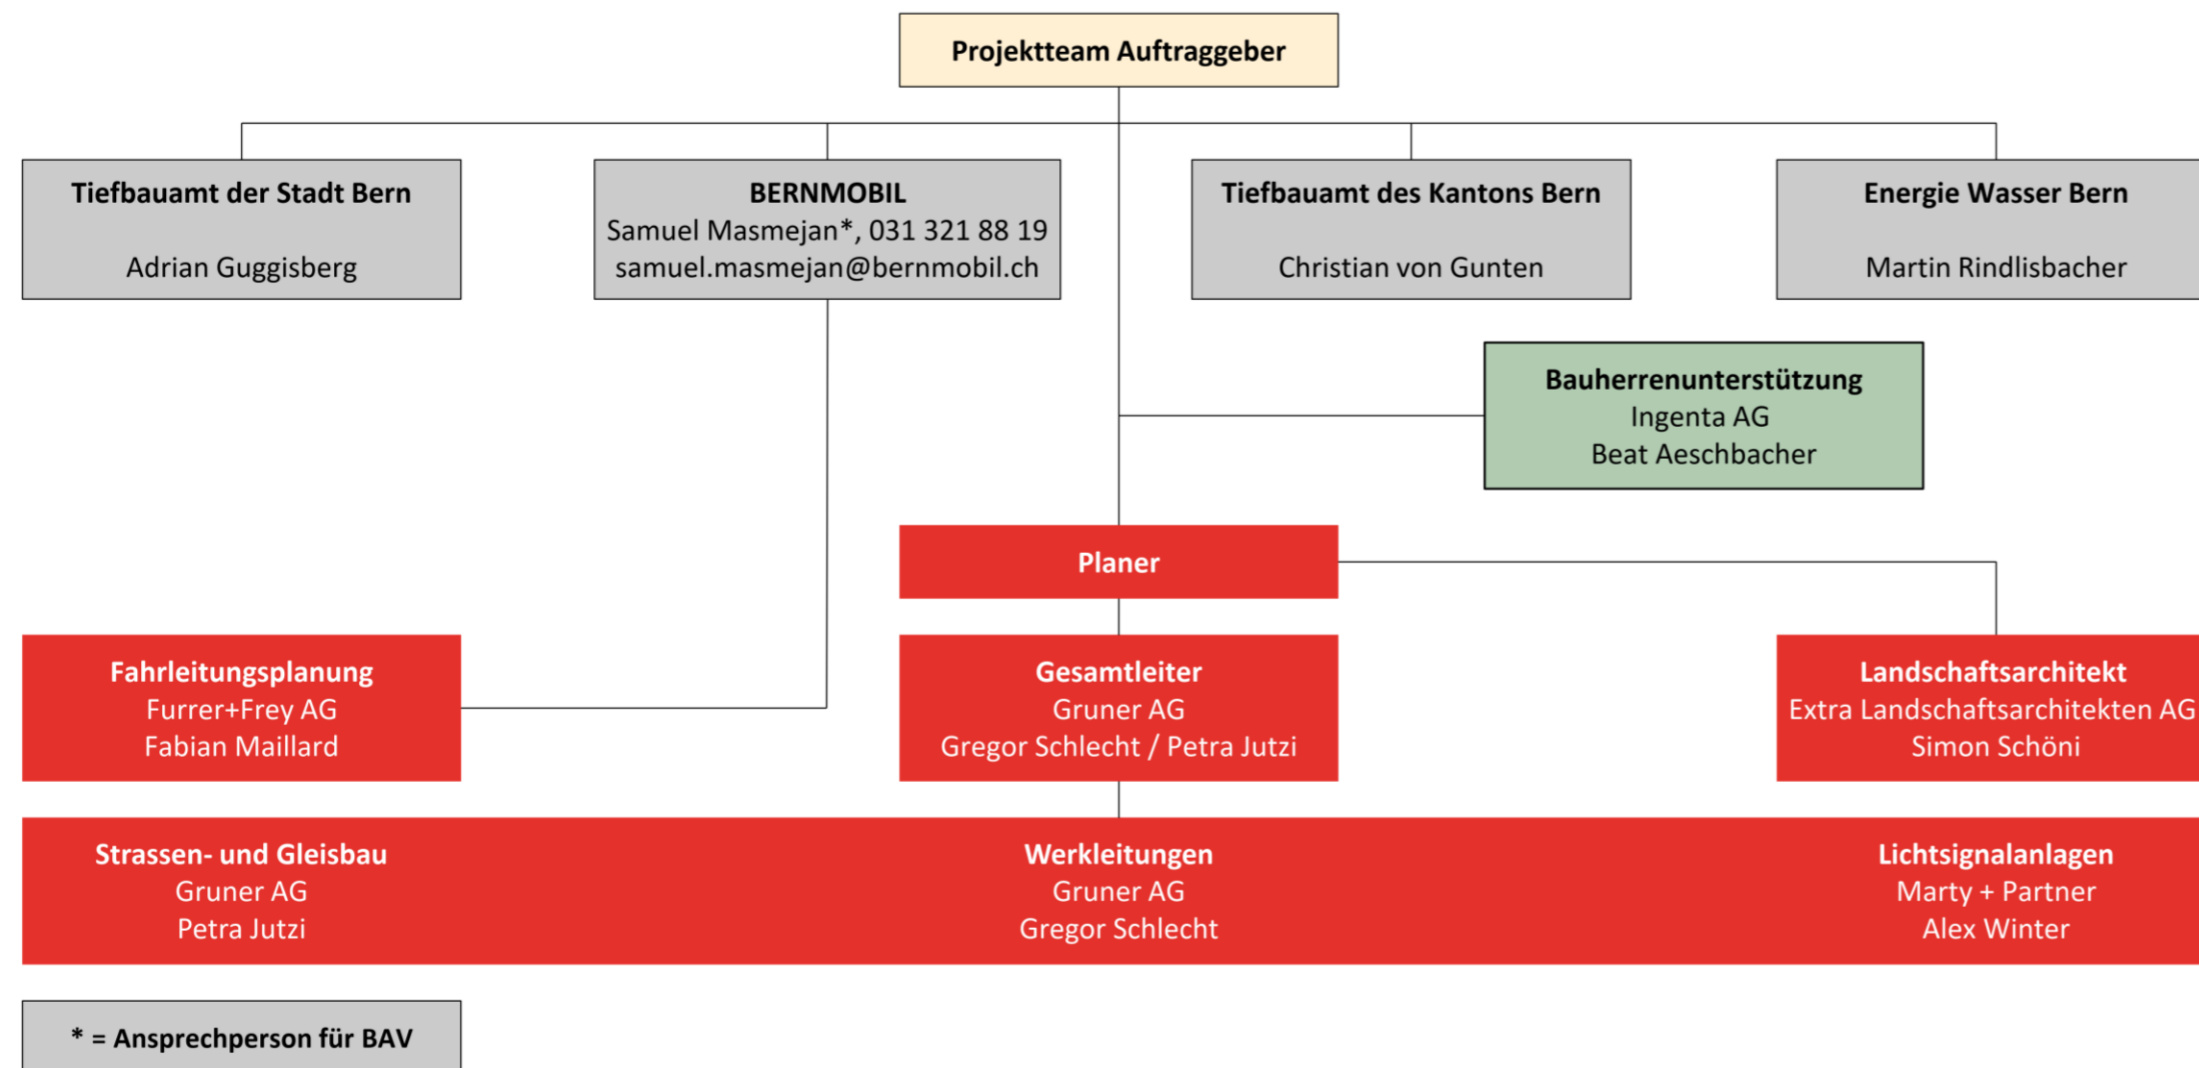 Projektteam Auftraggeber
Tiefbauamt der Stadt Bern
Adrian Guggisberg
BERNMOBIL
Samuel Masmejan*, 031 321 88 19
samuel.masmejan@bernmobil.ch
Tiefbauamt des Kantons Bern
Christian von Gunten
Energie Wasser Bern
Martin Rindlisbacher
Bauherrenunterstützung
Ingenta AG
Beat Aeschbacher
Planer
Fahrleitungsplanung
Furrer+Frey AG
Fabian Maillard
Gesamtleiter
Gruner AG
Gregor Schlecht / Petra Jutzi
Landschaftsarchitekt
Extra Landschaftsarchitekten AG
Simon Schöni
Strassen- und Gleisbau
Gruner AG
Petra Jutzi
Werkleitungen
Gruner AG
Gregor Schlecht
Lichtsignalanlagen
Marty + Partner
Alex Winter
* = Ansprechperson für BAV